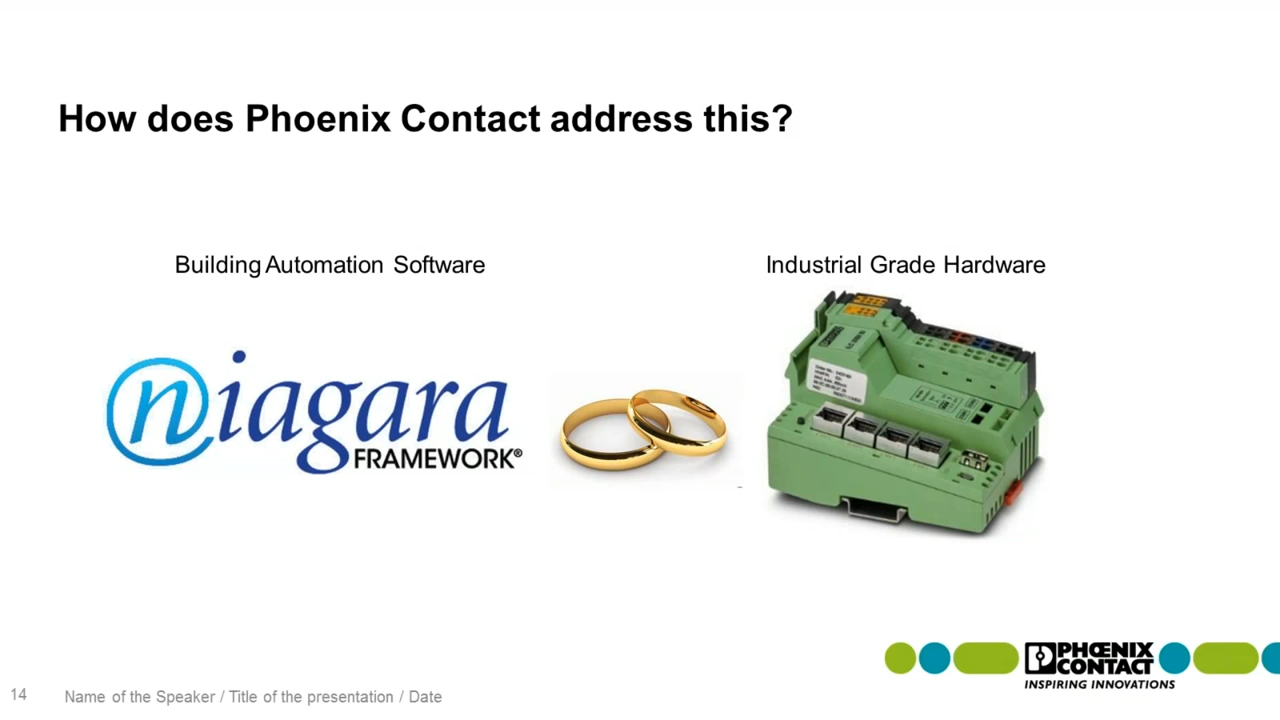 How does Phoenix Contact address this?
Building Automation Software
Industrial Grade Hardware
niagara
FRAMEWORK®
PHŒNIX
CONTACT
INSPIRING INNOVATIONS
14
Name of the Speaker / Title of the presentation / Date